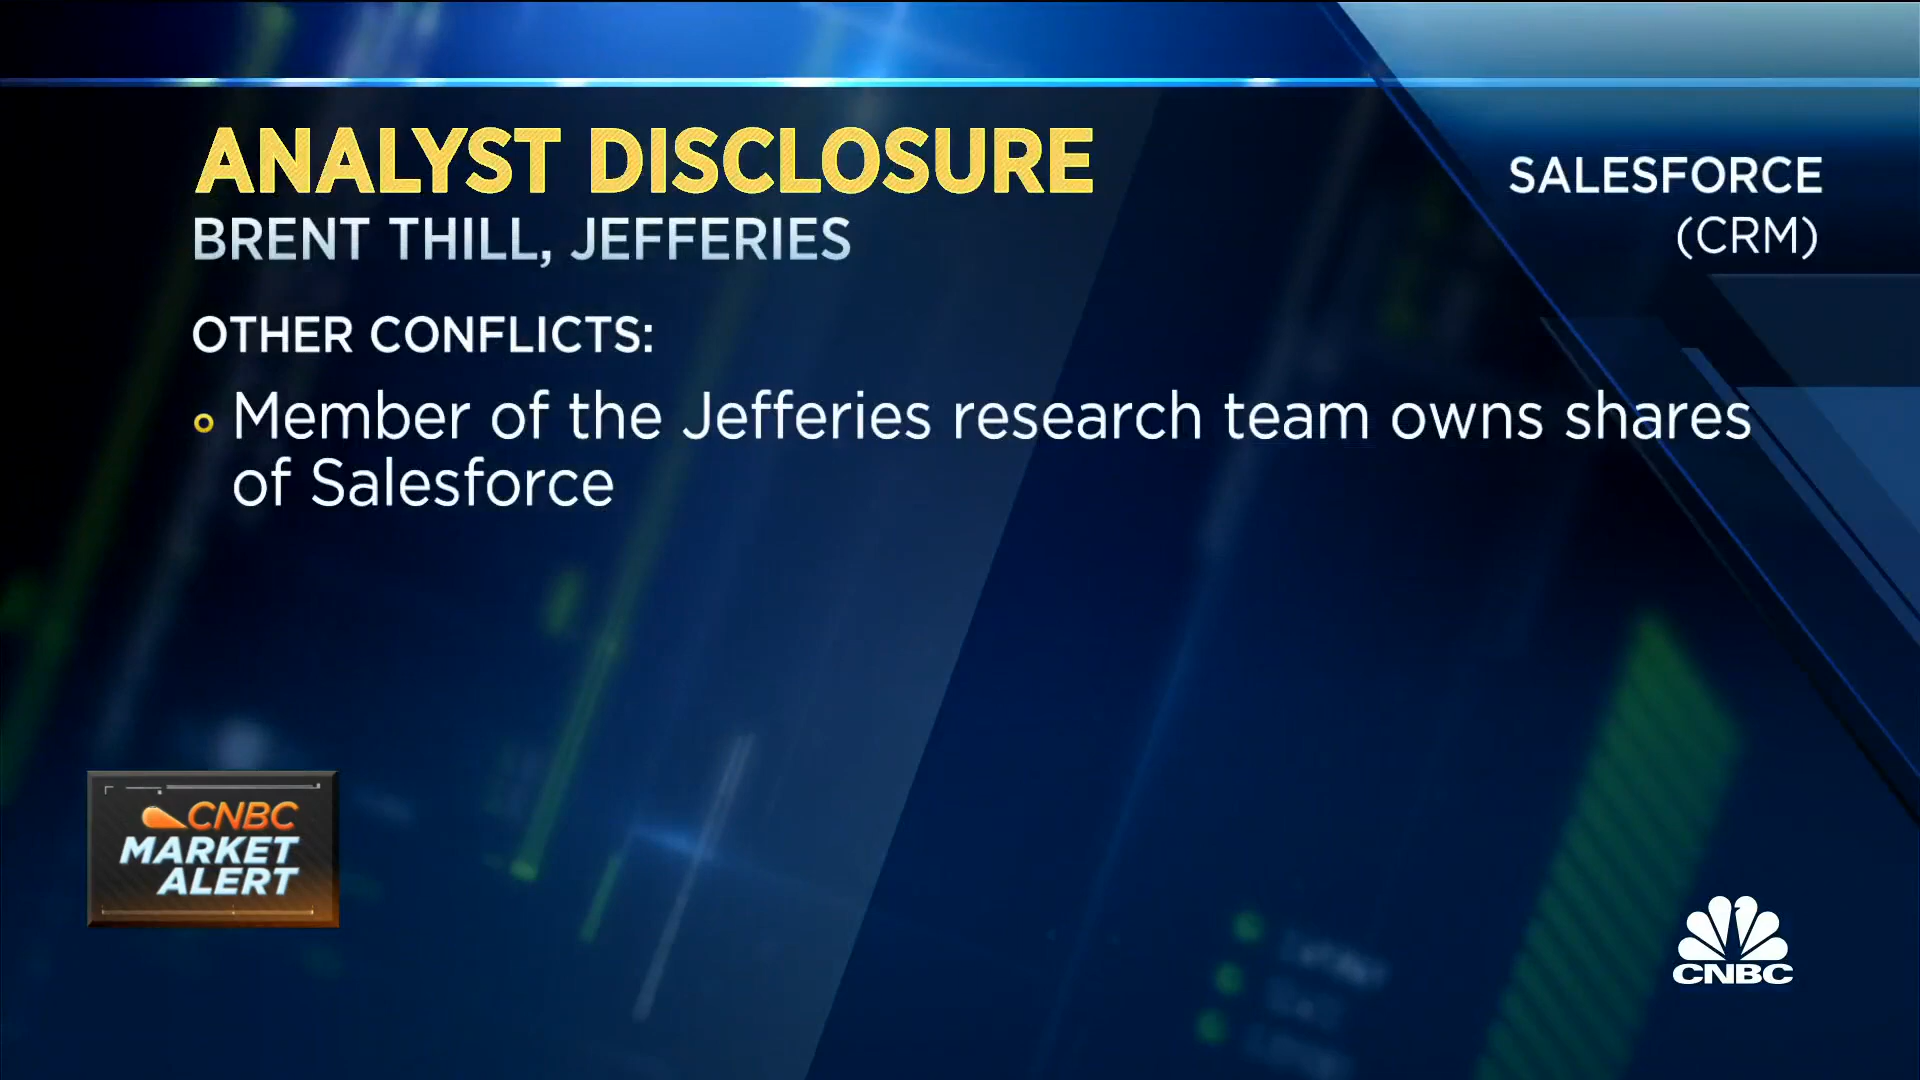 ANALYST DISCLOSURE
BRENT THILL, JEFFERIES
SALESFORCE
(CRM)
OTHER CONFLICTS:
Member of the Jefferies research team owns shares
of Salesforce
CNBC
MARKET
ALERT
CNBC